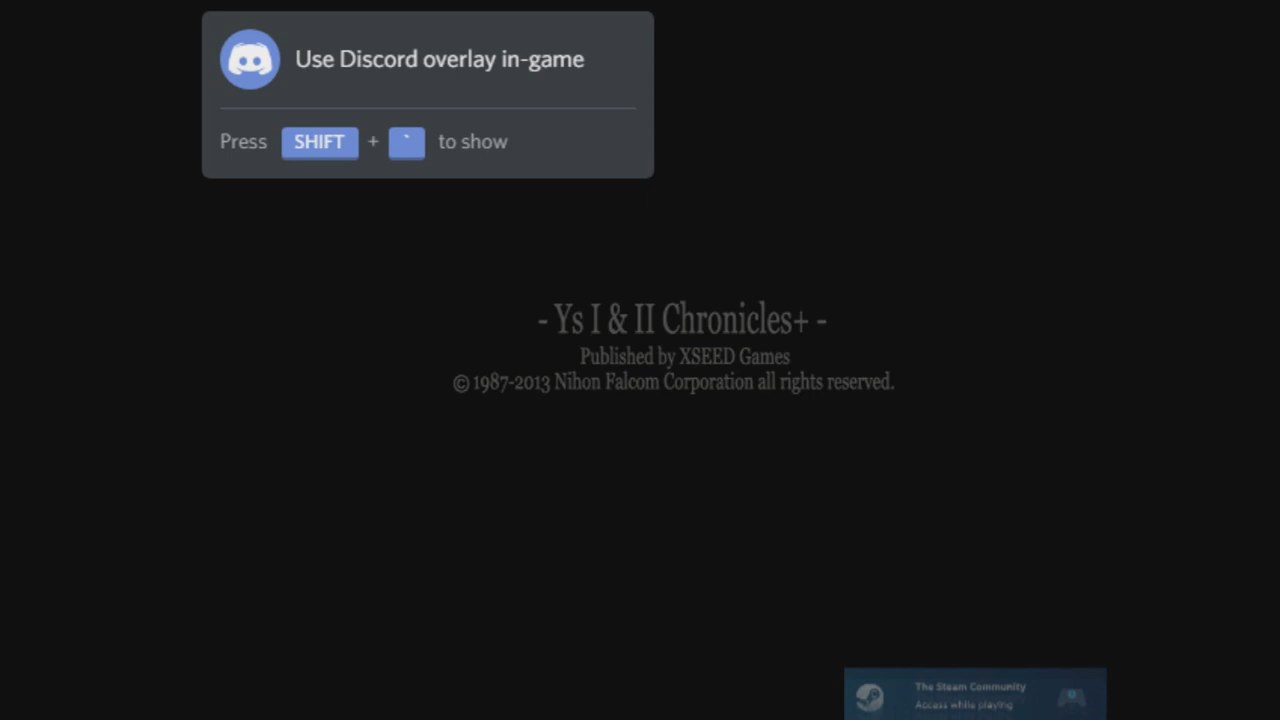 Use Discord overlay in-game
Press SHIFT + ` to show
- Ys I & II Chronicles+ -
Published by XSEED Games
© 1987-2013 Nihon Falcom Corporation all rights reserved.
The Steam Community
Access while playing